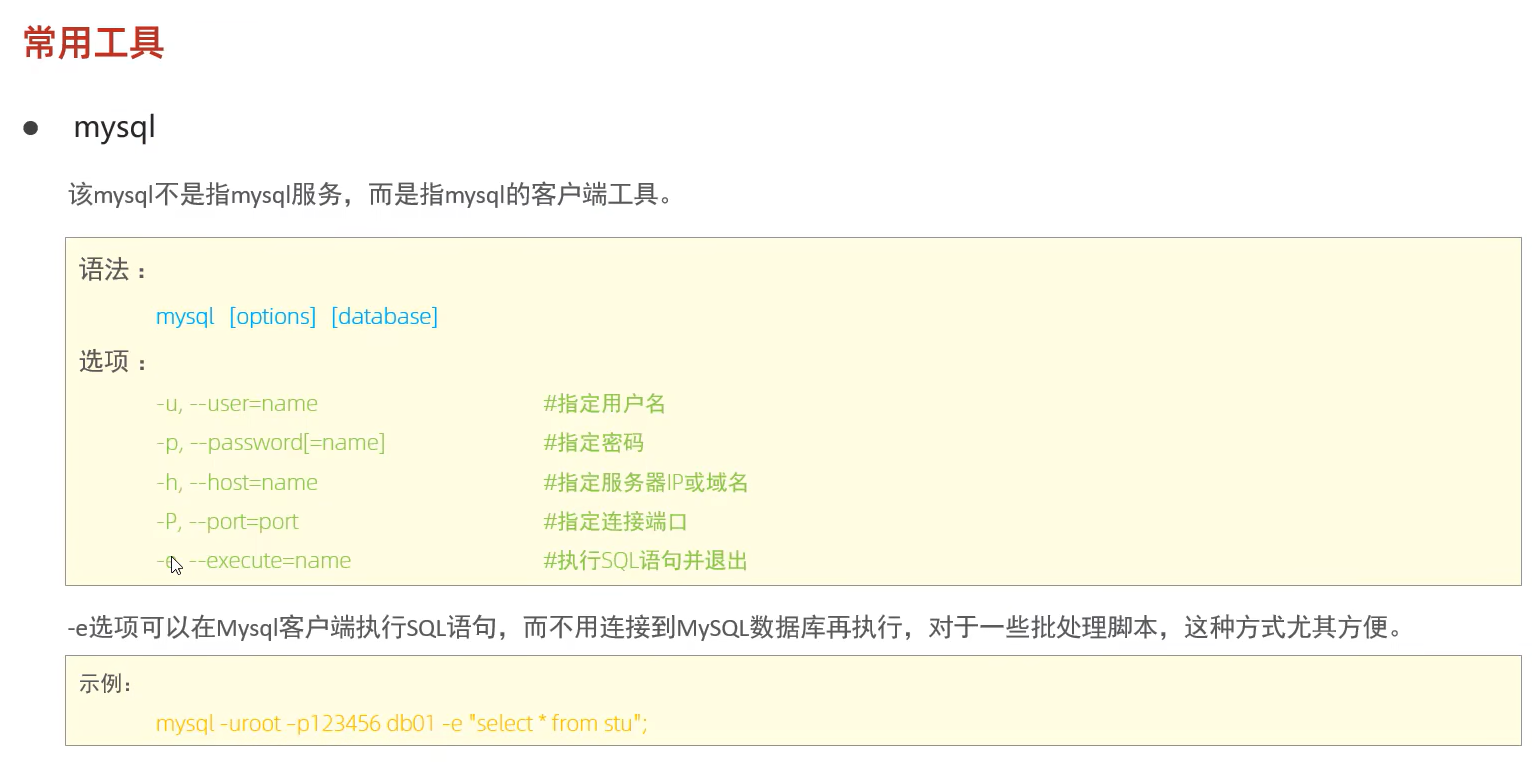 常用工具
● mysql
该mysql不是指mysql服务，而是指mysql的客户端工具。
语法 ：
mysql [options] [database]
选项 ：
-u, --user=name #指定用户名
-p, --password[=name] #指定密码
-h, --host=name #指定服务器IP或域名
-P, --port=port #指定连接端口
-e, --execute=name #执行SQL语句并退出
-e选项可以在Mysql客户端执行SQL语句，而不用连接到MySQL数据库再执行，对于一些批处理脚本，这种方式尤其方便。
示例：
mysql -uroot –p123456 db01 -e "select * from stu";